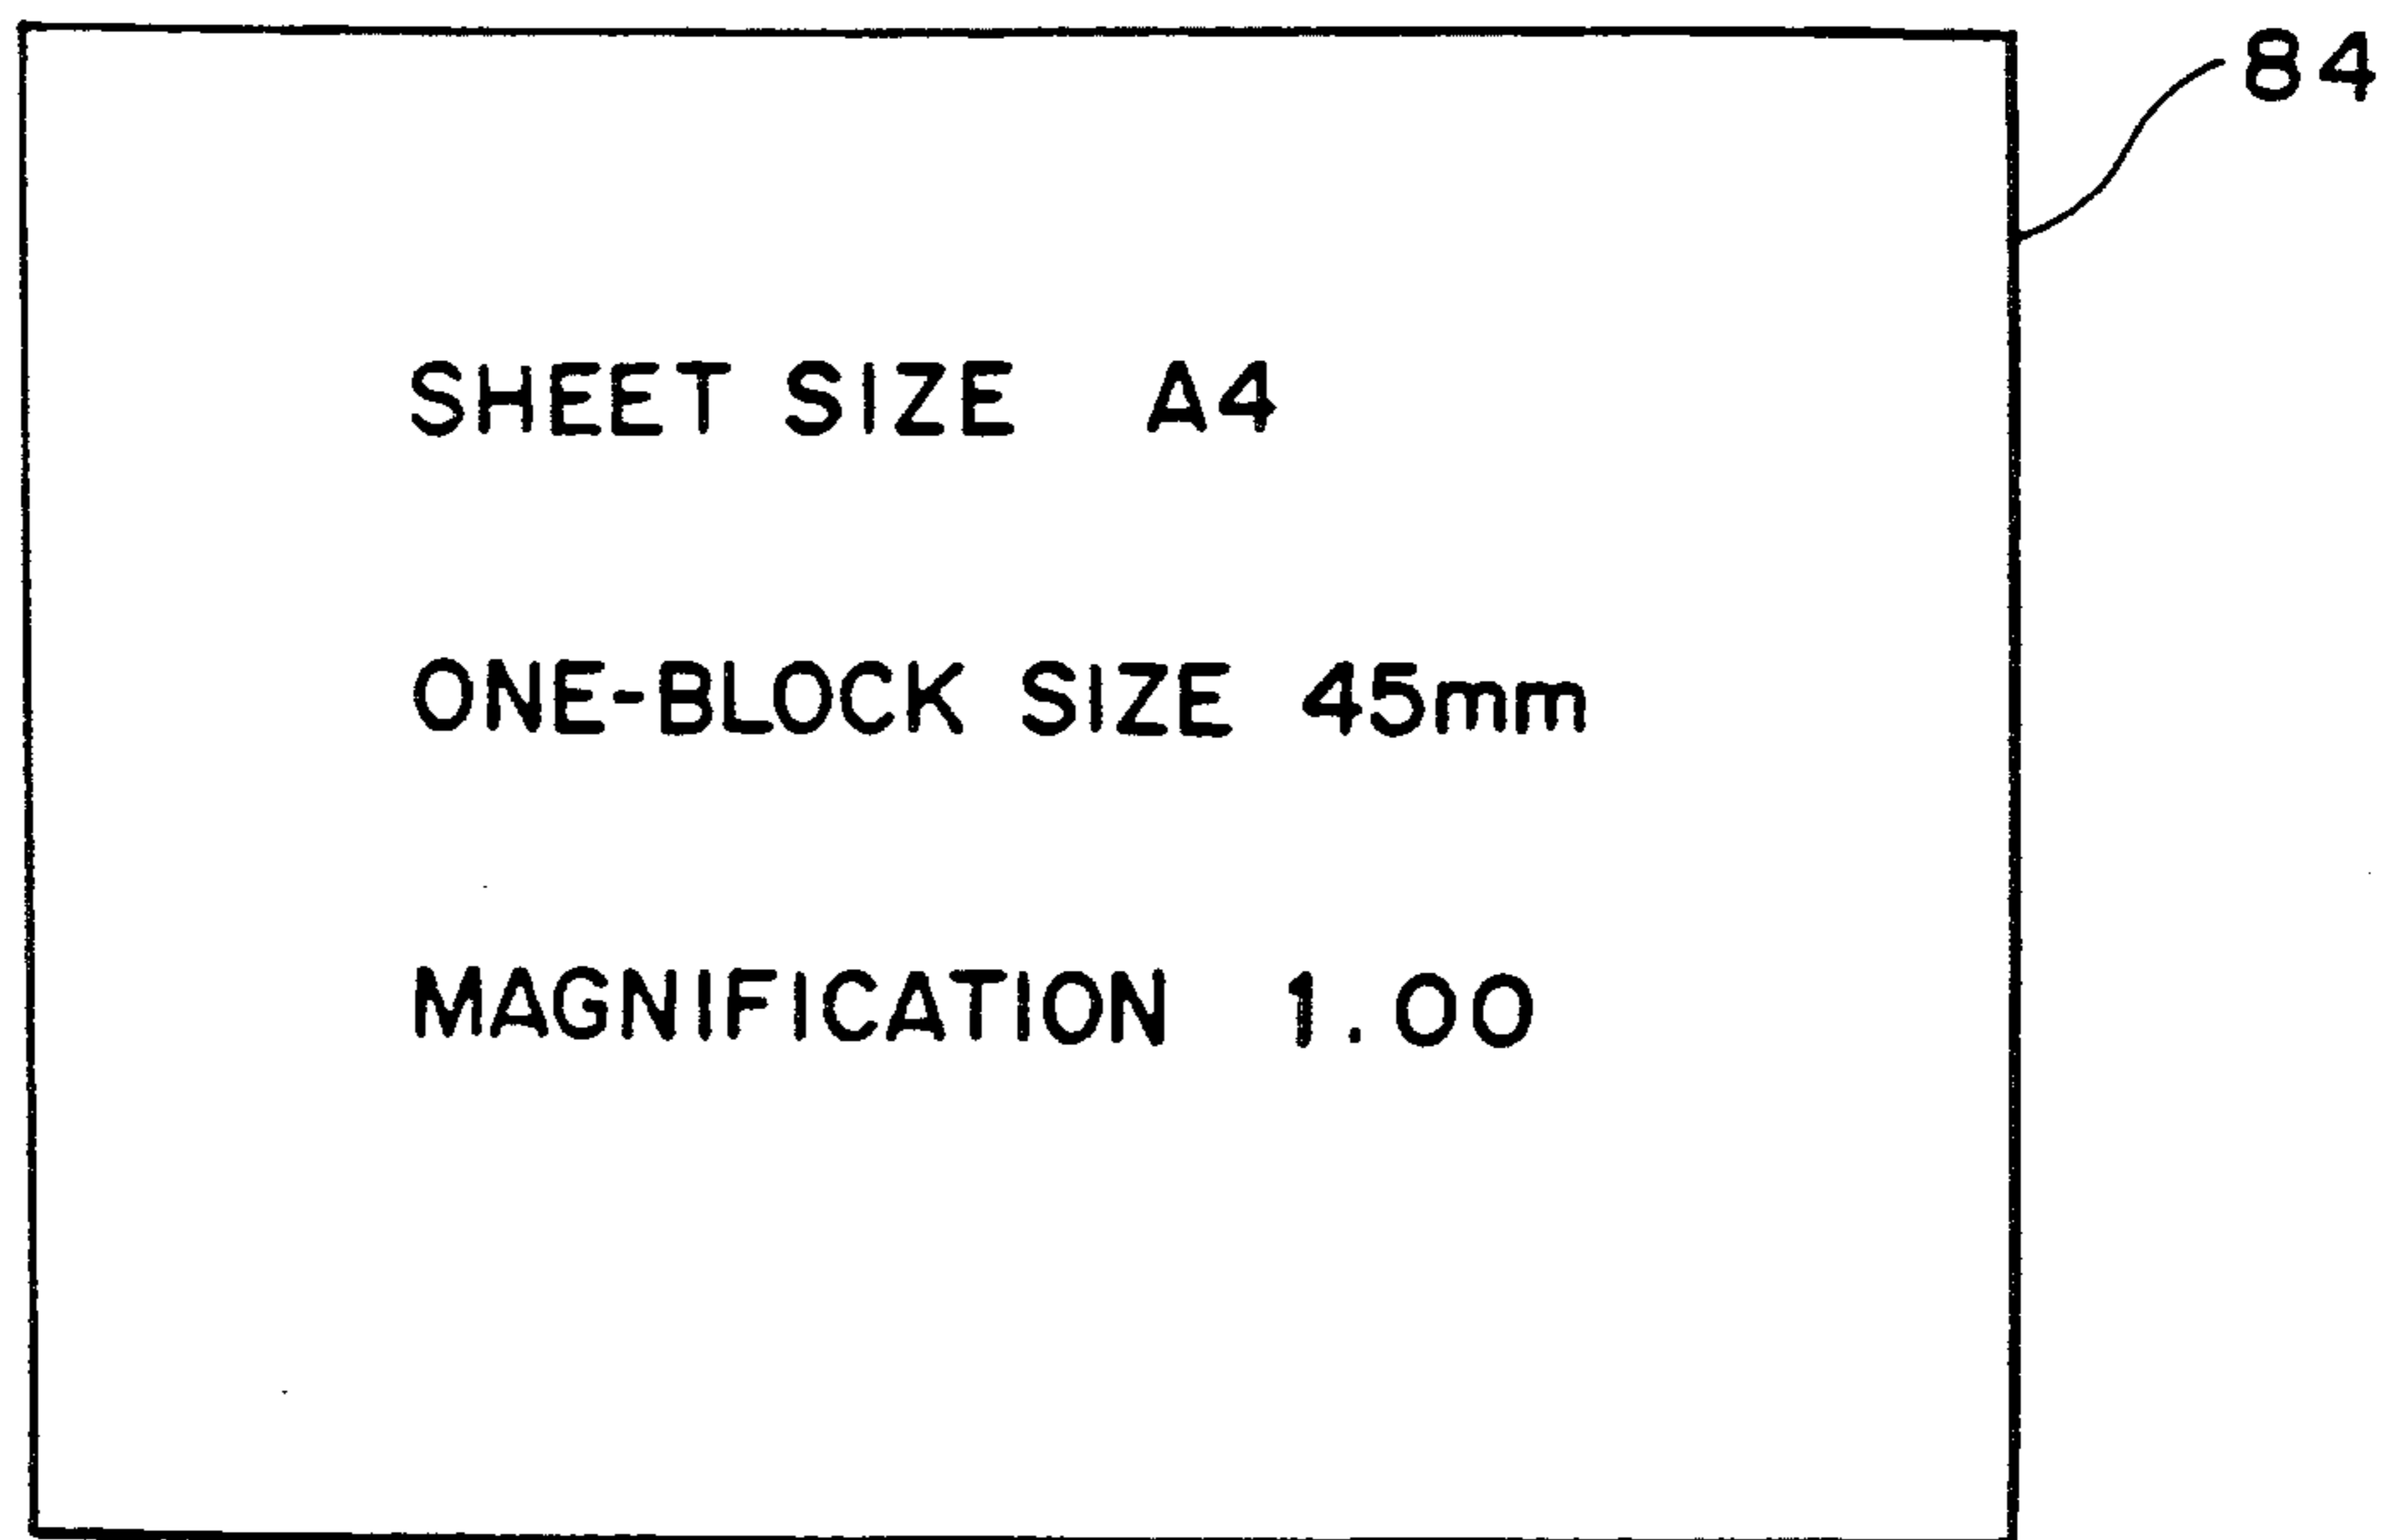 84
SHEET SIZE A4
ONE-BLOCK SIZE 45mm
MAGNIFICATION 1.00